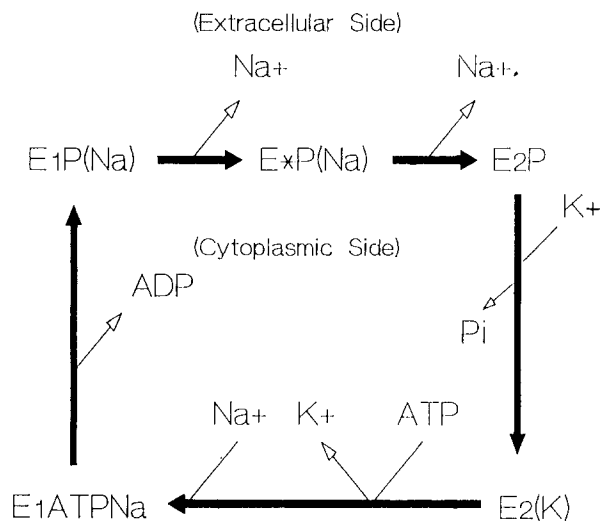 (Extracellular Side)
Na+ Na+.
E1P(Na) E*P(Na) E2P
K+
(Cytoplasmic Side)
ADP
Pi
Na+ K+ ATP
E1ATPNa E2(K)